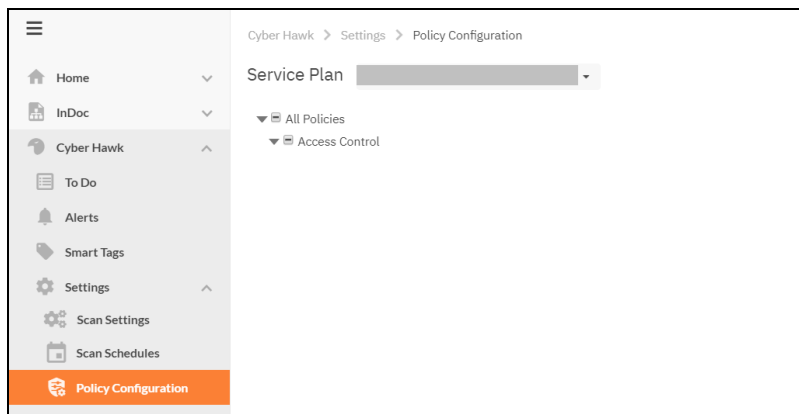 Cyber Hawk > Settings > Policy Configuration
Home
InDoc
Cyber Hawk
To Do
Alerts
Smart Tags
Settings
Scan Settings
Scan Schedules
Policy Configuration
Service Plan
All Policies
Access Control